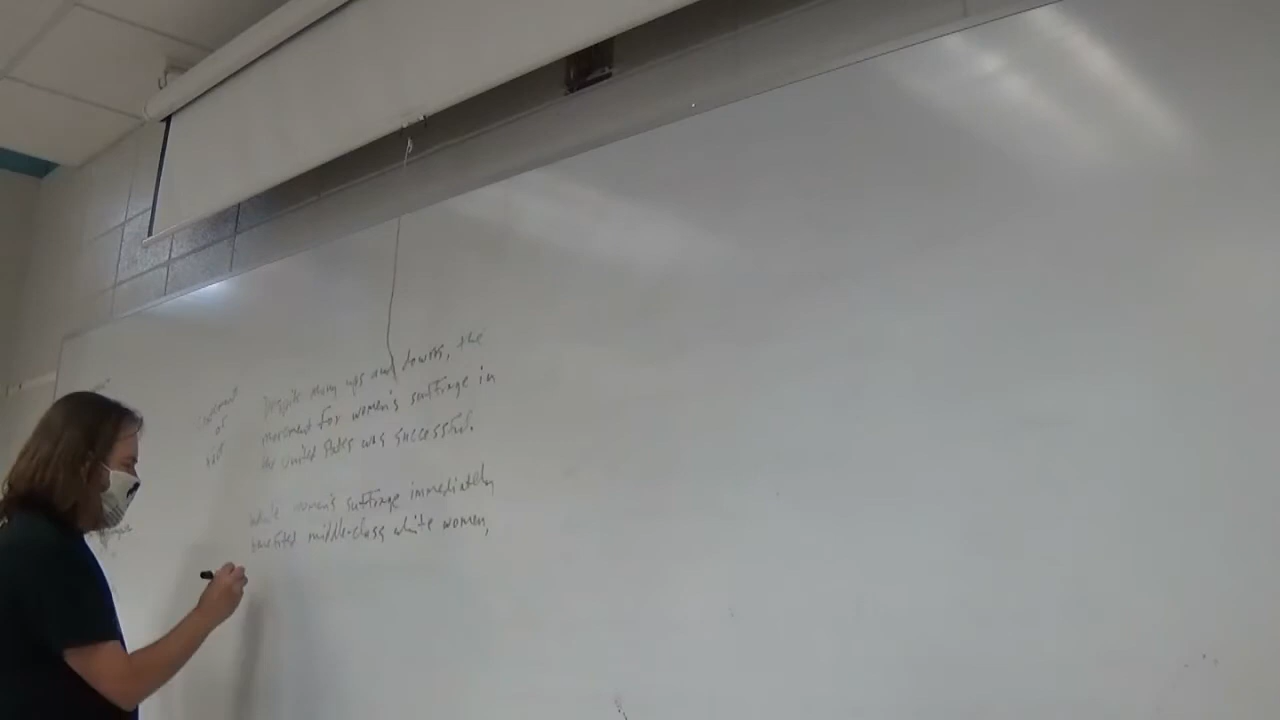 of
Despite many ups and downs, the
movement for women's suffrage in
the United States was successful.
While women's suffrage immediately
benefited middle-class white women,